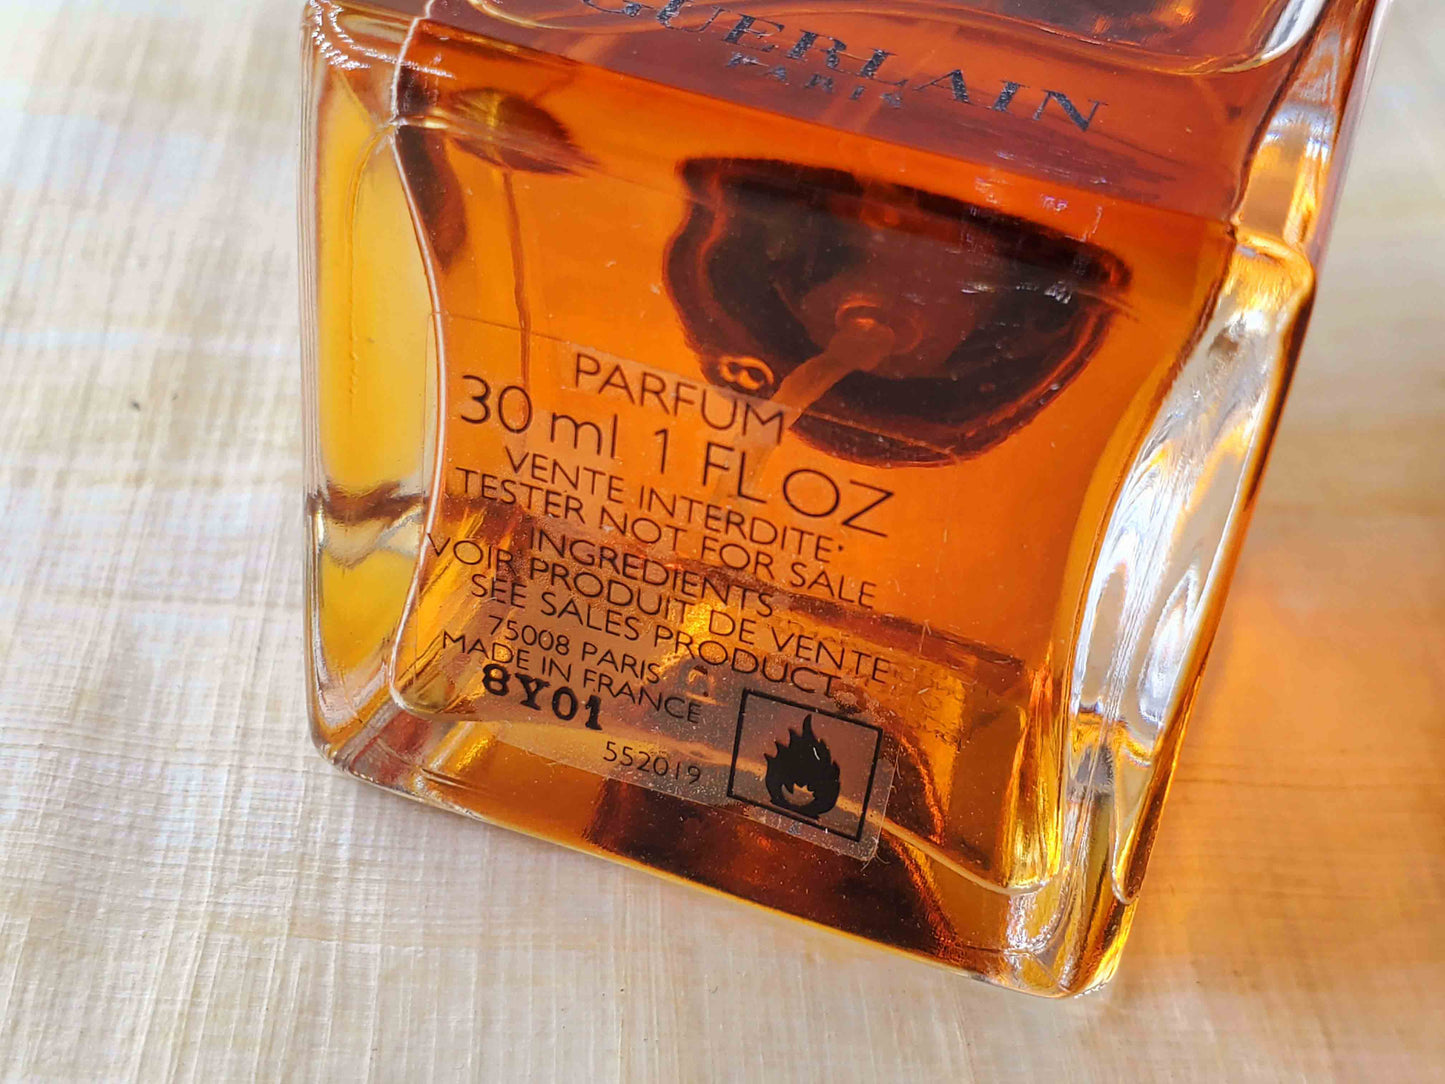 GUERLAIN
PARIS
PARFUM
30 ml 1 FL OZ
VENTE INTERDITE
TESTER NOT FOR SALE
INGREDIENTS
VOIR PRODUIT DE VENTE
SEE SALES PRODUCT
75008 PARIS
MADE IN FRANCE
8Y01
552019